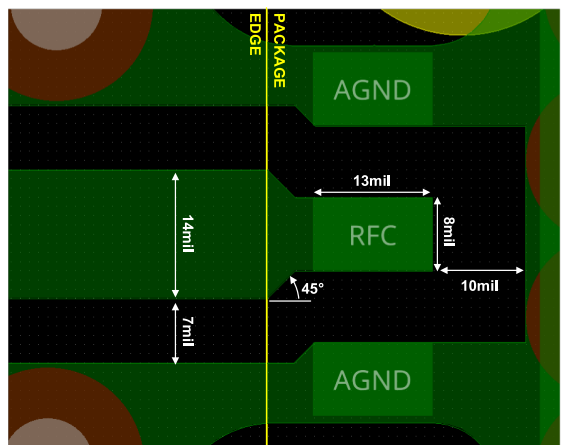 PACKAGE
EDGE
AGND
13mil
14mil
RFC
8mil
45°
10mil
7mil
AGND